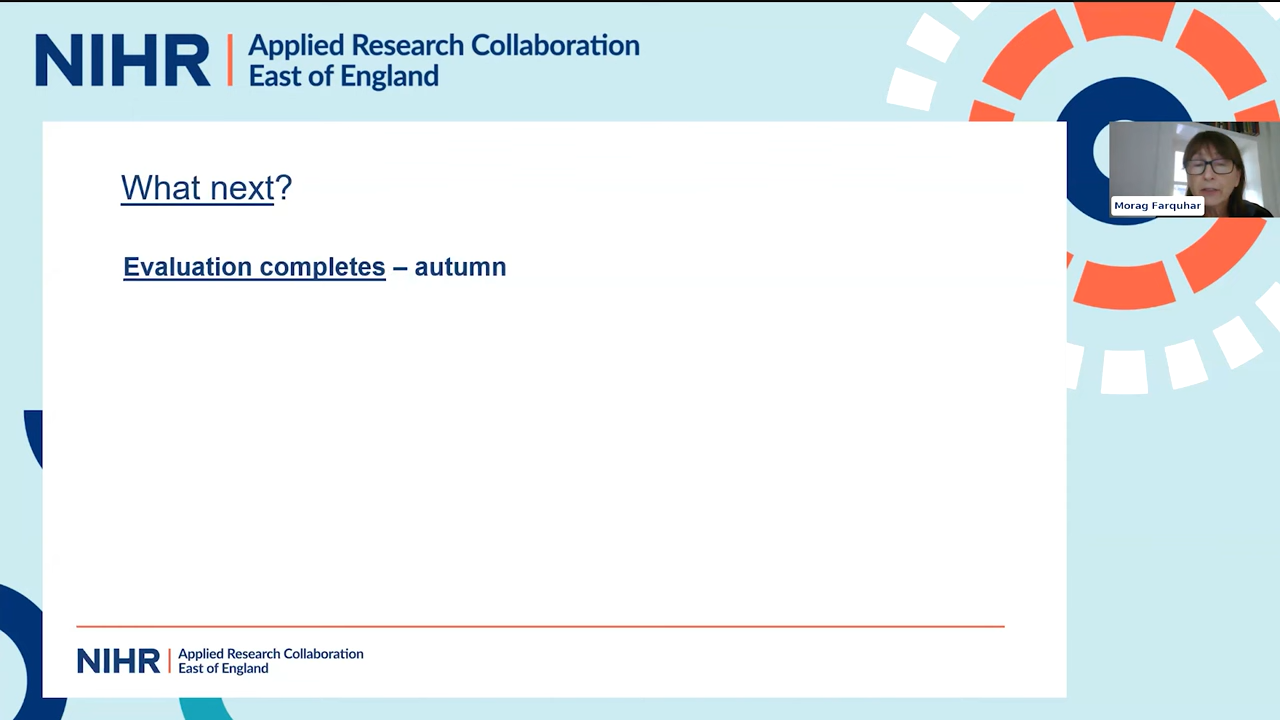 NIHR | Applied Research Collaboration
East of England
What next?
Morag Farquhar
Evaluation completes – autumn
NIHR | Applied Research Collaboration
East of England